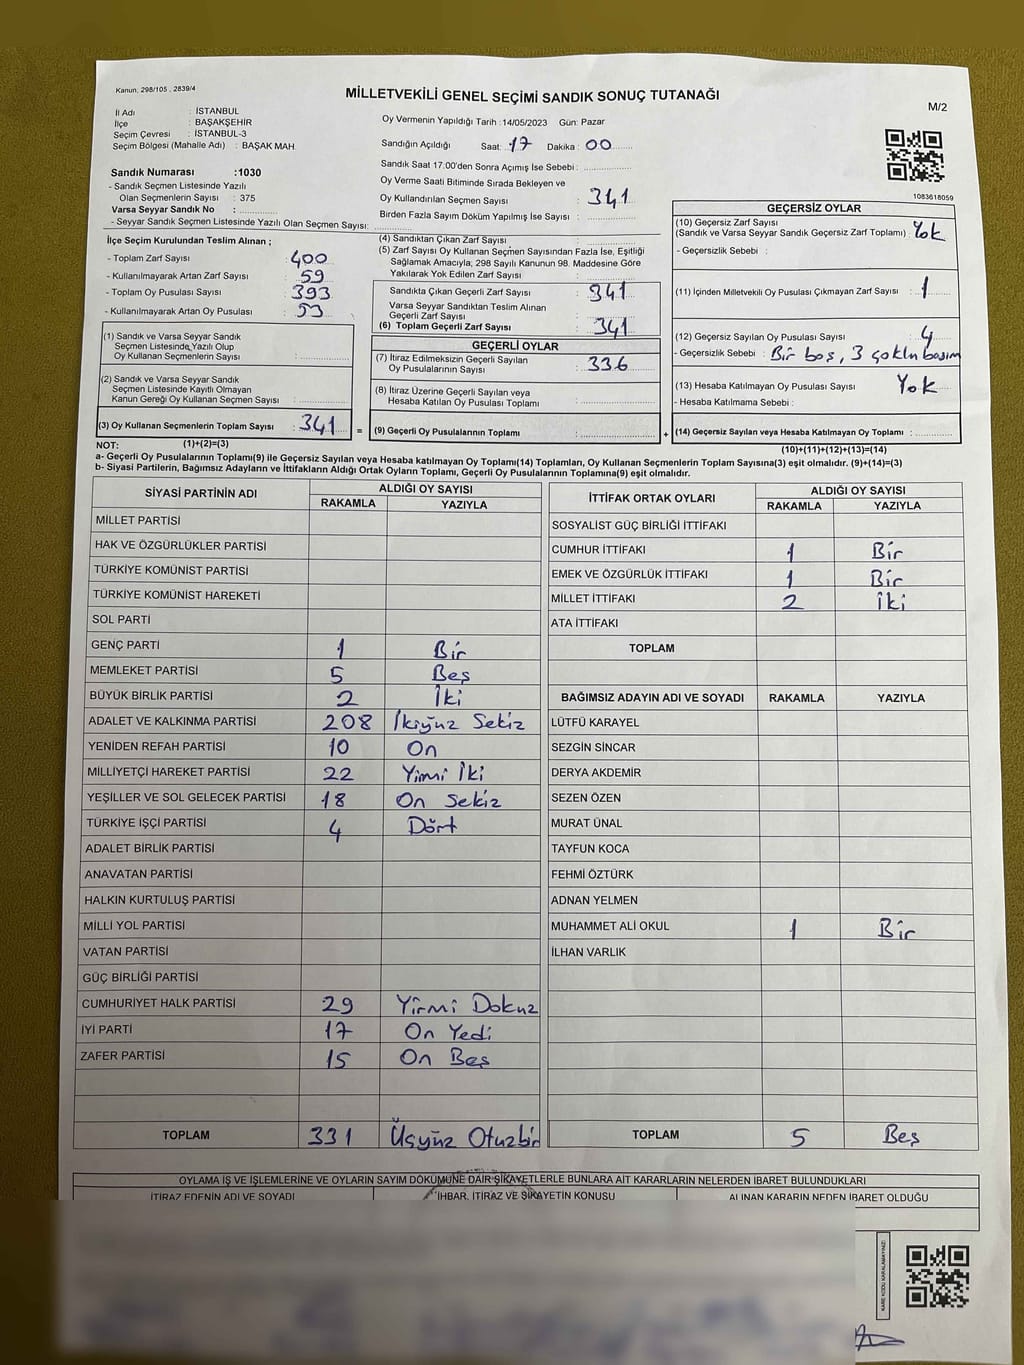 Kanun, 298/105 , 2839/4
MİLLETVEKİLİ GENEL SEÇİMİ SANDIK SONUÇ TUTANAĞI
M/2
İl Adı : İSTANBUL
İlçe : BAŞAKŞEHİR
Seçim Çevresi : İSTANBUL-3
Seçim Bölgesi (Mahalle Adı) : BAŞAK MAH.
Oy Vermenin Yapıldığı Tarih :14/05/2023 Gün: Pazar
Sandığın Açıldığı Saat: 17 Dakika : 00
Sandık Saat 17:00'den Sonra Açımış İse Sebebi :
Oy Verme Saati Bitiminde Sırada Bekleyen ve
Oy Kullandırılan Seçmen Sayısı : 341
Birden Fazla Sayım Döküm Yapılmış İse Sayısı :
1083618059
Sandık Numarası :1030
- Sandık Seçmen Listesinde Yazılı
Olan Seçmenlerin Sayısı : 375
Varsa Seyyar Sandık No :
- Seyyar Sandık Seçmen Listesinde Yazılı Olan Seçmen Sayısı:
İlçe Seçim Kurulundan Teslim Alınan ;
- Toplam Zarf Sayısı : 400
- Kullanılmayarak Artan Zarf Sayısı : 59
- Toplam Oy Pusulası Sayısı : 393
- Kullanılmayarak Artan Oy Pusulası : 53
(1) Sandık ve Varsa Seyyar Sandık
Seçmen Listesinde Yazılı Olup
Oy Kullanan Seçmenlerin Sayısı :
(2) Sandık ve Varsa Seyyar Sandık
Seçmen Listesinde Kayıtlı Olmayan
Kanun Gereği Oy Kullanan Seçmen Sayısı :
(3) Oy Kullanan Seçmenlerin Toplam Sayısı : 341 =
(4) Sandıktan Çıkan Zarf Sayısı :
(5) Zarf Sayısı Oy Kullanan Seçmen Sayısından Fazla İse, Eşitliği
Sağlamak Amacıyla; 298 Sayılı Kanunun 98. Maddesine Göre
Yakılarak Yok Edilen Zarf Sayısı :
Sandıkta Çıkan Geçerli Zarf Sayısı : 341
Varsa Seyyar Sandıktan Teslim Alınan
Geçerli Zarf Sayısı :
(6) Toplam Geçerli Zarf Sayısı : 341
GEÇERLİ OYLAR
(7) İtiraz Edilmeksizin Geçerli Sayılan
Oy Pusulalarının Sayısı : 336
(8) İtiraz Üzerine Geçerli Sayılan veya
Hesaba Katılan Oy Pusulası Toplamı :
(9) Geçerli Oy Pusulalarının Toplamı : +
GEÇERSİZ OYLAR
(10) Geçersiz Zarf Sayısı
(Sandık ve Varsa Seyyar Sandık Geçersiz Zarf Toplamı) : Yok
- Geçersizlik Sebebi :
(11) İçinden Milletvekili Oy Pusulası Çıkmayan Zarf Sayısı : 1
(12) Geçersiz Sayılan Oy Pusulası Sayısı : 4
- Geçersizlik Sebebi : Bir boş, 3 çoklu basım
(13) Hesaba Katılmayan Oy Pusulası Sayısı : Yok
- Hesaba Katılmama Sebebi :
(14) Geçersiz Sayılan veya Hesaba Katılmayan Oy Toplamı :
NOT: (1)+(2)=(3)
(10)+(11)+(12)+(13)=(14)
a- Geçerli Oy Pusulalarının Toplamı(9) ile Geçersiz Sayılan veya Hesaba katılmayan Oy Toplamı(14) Toplamları, Oy Kullanan Seçmenlerin Toplam Sayısına(3) eşit olmalıdır. (9)+(14)=(3)
b- Siyasi Partilerin, Bağımsız Adayların ve İttifakların Aldığı Ortak Oyların Toplamı, Geçerli Oy Pusulalarının Toplamına(9) eşit olmalıdır.
SİYASİ PARTİNİN ADI ALDIĞI OY SAYISI
RAKAMLA YAZIYLA
MİLLET PARTİSİ
HAK VE ÖZGÜRLÜKLER PARTİSİ
TÜRKİYE KOMÜNİST PARTİSİ
TÜRKİYE KOMÜNİST HAREKETİ
SOL PARTİ
GENÇ PARTİ 1 Bir
MEMLEKET PARTİSİ 5 Beş
BÜYÜK BİRLİK PARTİSİ 2 İki
ADALET VE KALKINMA PARTİSİ 208 İkiyüz Sekiz
YENİDEN REFAH PARTİSİ 10 On
MİLLİYETÇİ HAREKET PARTİSİ 22 Yirmi İki
YEŞİLLER VE SOL GELECEK PARTİSİ 18 On Sekiz
TÜRKİYE İŞÇİ PARTİSİ 4 Dört
ADALET BİRLİK PARTİSİ
ANAVATAN PARTİSİ
HALKIN KURTULUŞ PARTİSİ
MİLLİ YOL PARTİSİ
VATAN PARTİSİ
GÜÇ BİRLİĞİ PARTİSİ
CUMHURİYET HALK PARTİSİ 29 Yirmi Dokuz
İYİ PARTİ 17 On Yedi
ZAFER PARTİSİ 15 On Beş
TOPLAM 331 Üçyüz Otuzbir
İTTİFAK ORTAK OYLARI ALDIĞI OY SAYISI
RAKAMLA YAZIYLA
SOSYALİST GÜÇ BİRLİĞİ İTTİFAKI
CUMHUR İTTİFAKI 1 Bir
EMEK VE ÖZGÜRLÜK İTTİFAKI 1 Bir
MİLLET İTTİFAKI 2 İki
ATA İTTİFAKI
TOPLAM
BAĞIMSIZ ADAYIN ADI VE SOYADI RAKAMLA YAZIYLA
LÜTFÜ KARAYEL
SEZGİN SİNCAR
DERYA AKDEMİR
SEZEN ÖZEN
MURAT ÜNAL
TAYFUN KOCA
FEHMİ ÖZTÜRK
ADNAN YELMEN
MUHAMMET ALİ OKUL 1 Bir
İLHAN VARLIK
TOPLAM 5 Beş
OYLAMA İŞ VE İŞLEMLERİNE VE OYLARIN SAYIM DÖKÜMÜNE DAİR ŞİKAYETLERLE BUNLARA AİT KARARLARIN NELERDEN İBARET BULUNDUKLARI
İTİRAZ EDENİN ADI VE SOYADI İHBAR, İTİRAZ VE ŞİKAYETİN KONUSU ALINAN KARARIN NEDEN İBARET OLDUĞU
KARE KODU KARALAMAYINIZ!